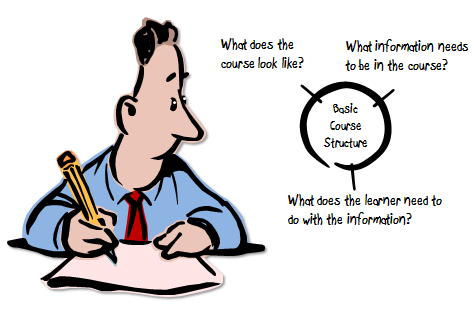 What does the
course look like?
What information needs
to be in the course?
Basic
Course
Structure
What does the learner need to
do with the information?